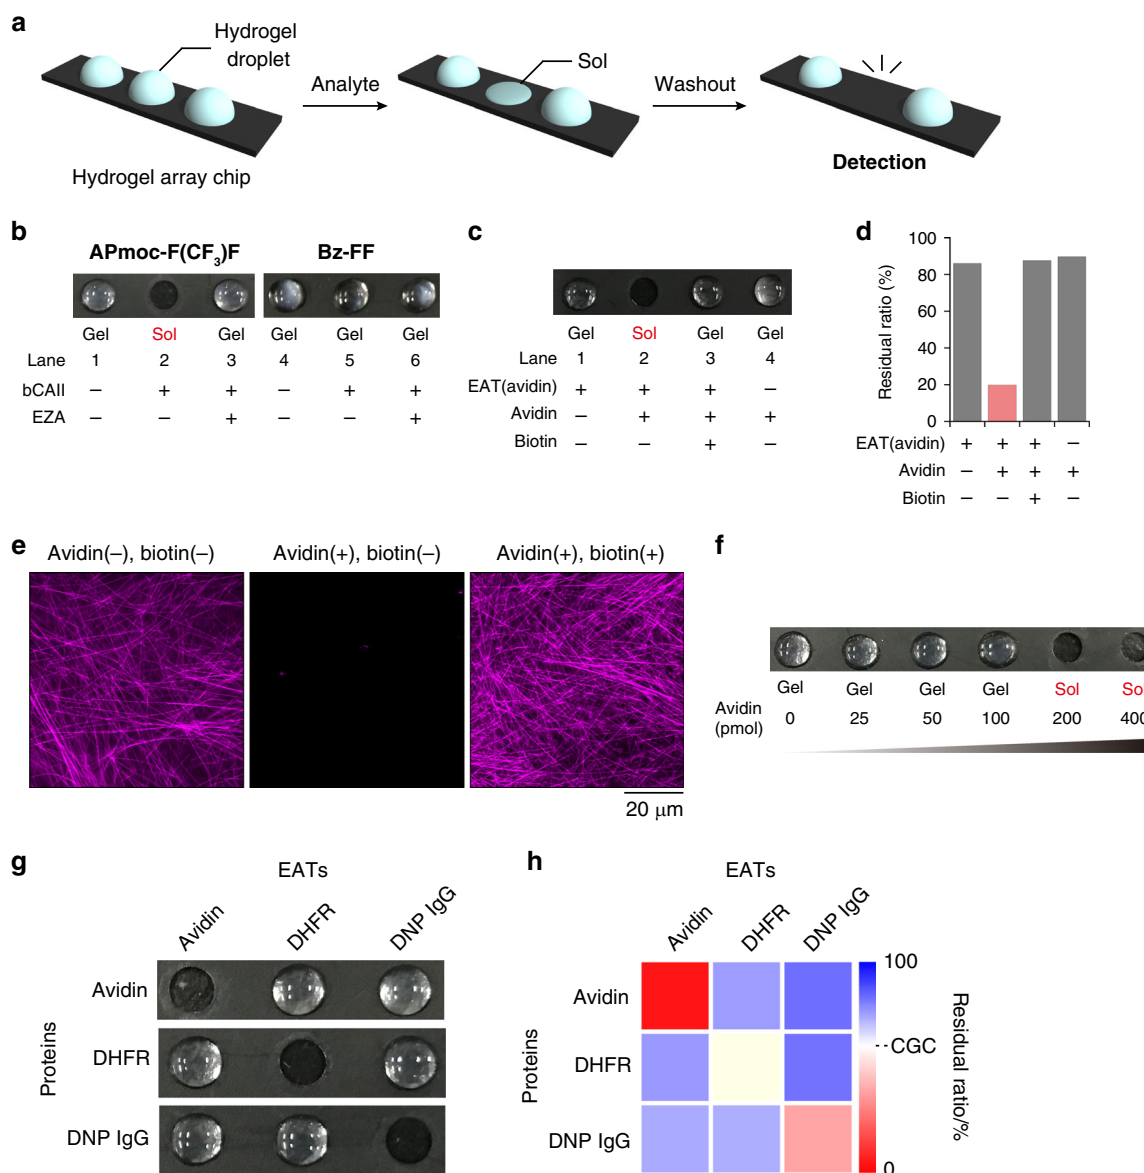 a
Hydrogel
droplet
Analyte
Sol
Washout
Hydrogel array chip
Detection
b
APmoc-F(CF3)F Bz-FF
Gel Sol Gel Gel Gel Gel
Lane 1 2 3 4 5 6
bCAII – + + – + +
EZA – – + – – +
c
Gel Sol Gel Gel
Lane 1 2 3 4
EAT(avidin) + + + –
Avidin – + + +
Biotin – – + –
d
Residual ratio (%)
100
80
60
40
20
0
EAT(avidin) + + + –
Avidin – + + +
Biotin – – + –
e
Avidin(–), biotin(–) Avidin(+), biotin(–) Avidin(+), biotin(+)
20 μm
f
Gel Gel Gel Gel Sol So
Avidin
(pmol) 0 25 50 100 200 400
g
EATs
Avidin DHFR DNP IgG
Proteins
Avidin
DHFR
DNP IgG
h
EATs
Avidin DHFR DNP IgG
Proteins
Avidin
DHFR
DNP IgG
100
CGC
0
Residual ratio/%